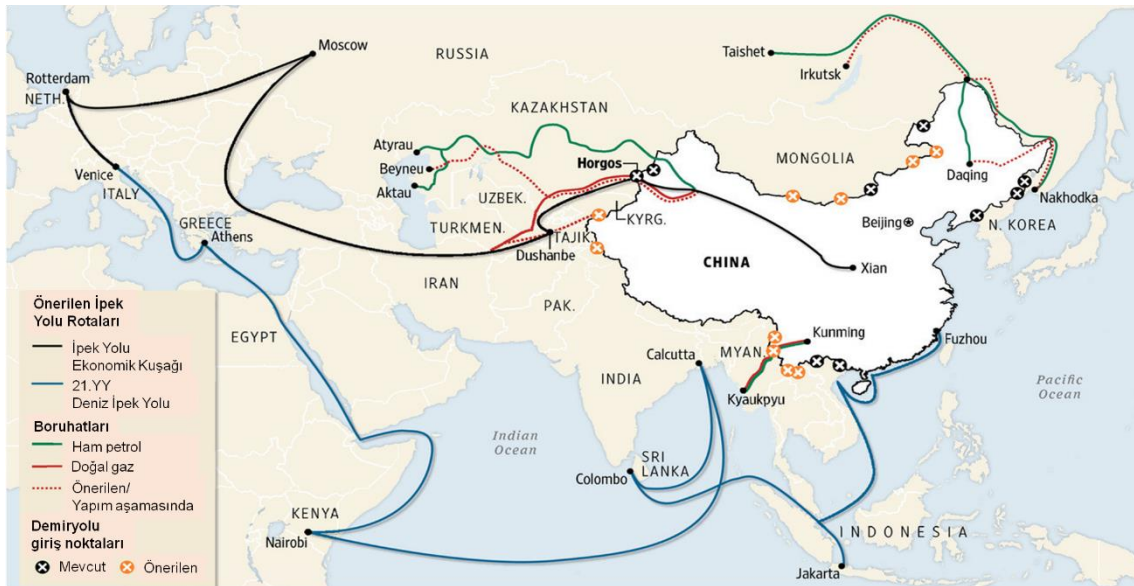 Moscow
RUSSIA
Taishet
Irkutsk
Rotterdam
NETH.
KAZAKHSTAN
Atyrau
Horgos
MONGOLIA
Beyneu
Daqing
Venice
ITALY
Aktau
UZBEK.
Nakhodka
GREECE
Athens
TURKMEN.
KYRG.
Beijing
N. KOREA
TAJIK.
Dushanbe
CHINA
Xian
IRAN
PAK.
EGYPT
Kunming
Fuzhou
Calcutta
MYAN.
INDIA
Kyaukpyu
Pacific
Ocean
Indian
Ocean
SRI
LANKA
Colombo
KENYA
Nairobi
INDONESIA
Jakarta
Önerilen İpek
Yolu Rotaları
İpek Yolu
Ekonomik Kuşağı
21.YY
Deniz İpek Yolu
Boruhatları
Ham petrol
Doğal gaz
Önerilen/
Yapım aşamasında
Demiryolu
giriş noktaları
Mevcut
Önerilen